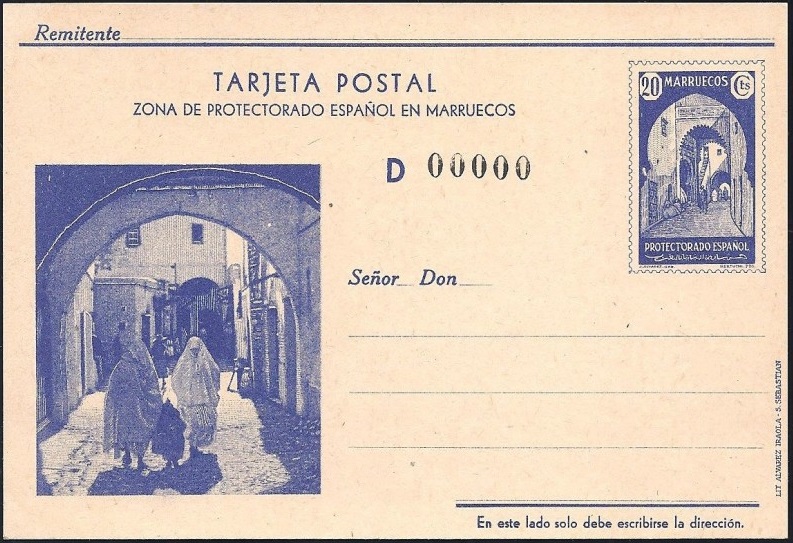 Remitente
TARJETA POSTAL
ZONA DE PROTECTORADO ESPAÑOL EN MARRUECOS
D 00000
20 MARRUECOS Cts
PROTECTORADO ESPAÑOL
Señor Don
LIT ALVAREZ IRAOLA - S. SEBASTIAN
En este lado solo debe escribirse la dirección.